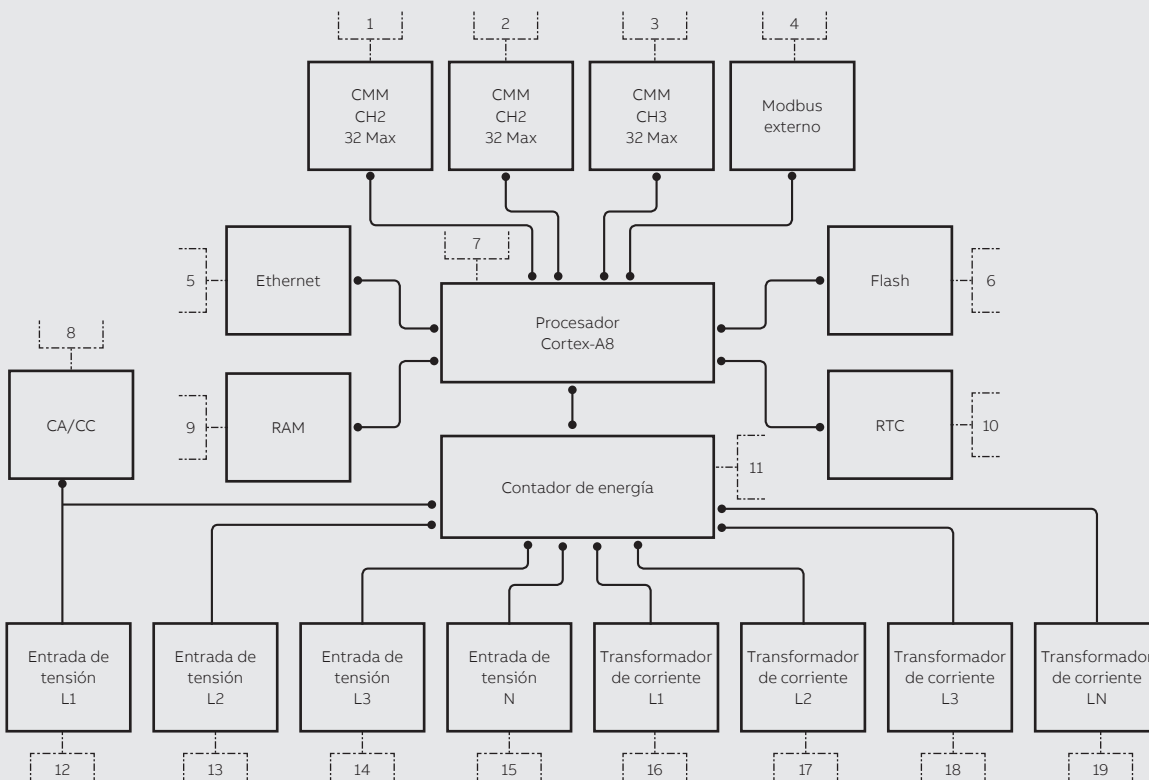 1
2
3
4
CMM
CH2
32 Max
CMM
CH2
32 Max
CMM
CH3
32 Max
Modbus
externo
5
Ethernet
7
Flash
6
8
Procesador
Cortex-A8
CA/CC
9
RAM
RTC
10
Contador de energía
11
Entrada de
tensión
L1
Entrada de
tensión
L2
Entrada de
tensión
L3
Entrada de
tensión
N
Transformador
de corriente
L1
Transformador
de corriente
L2
Transformador
de corriente
L3
Transformador
de corriente
LN
12
13
14
15
16
17
18
19